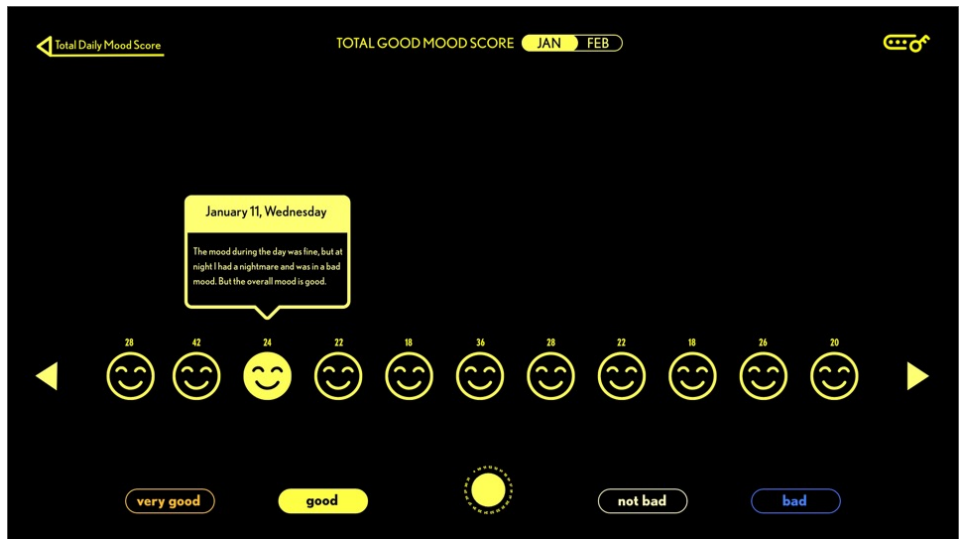 Total Daily Mood Score
TOTAL GOOD MOOD SCORE JAN FEB
January 11, Wednesday
The mood during the day was fine, but at
night I had a nightmare and was in a bad
mood. But the overall mood is good.
28 42 24 22 18 36 28 22 18 26 20
very good good not bad bad